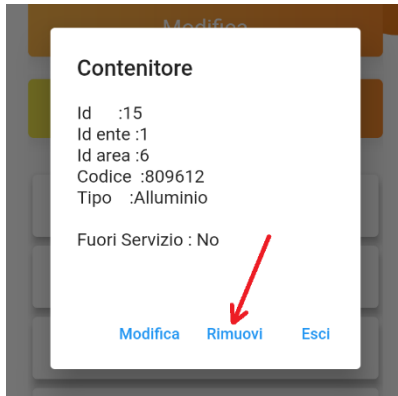 Modifica
Contenitore
Id :15
Id ente :1
Id area :6
Codice :809612
Tipo :Alluminio
Fuori Servizio : No
Modifica Rimuovi Esci